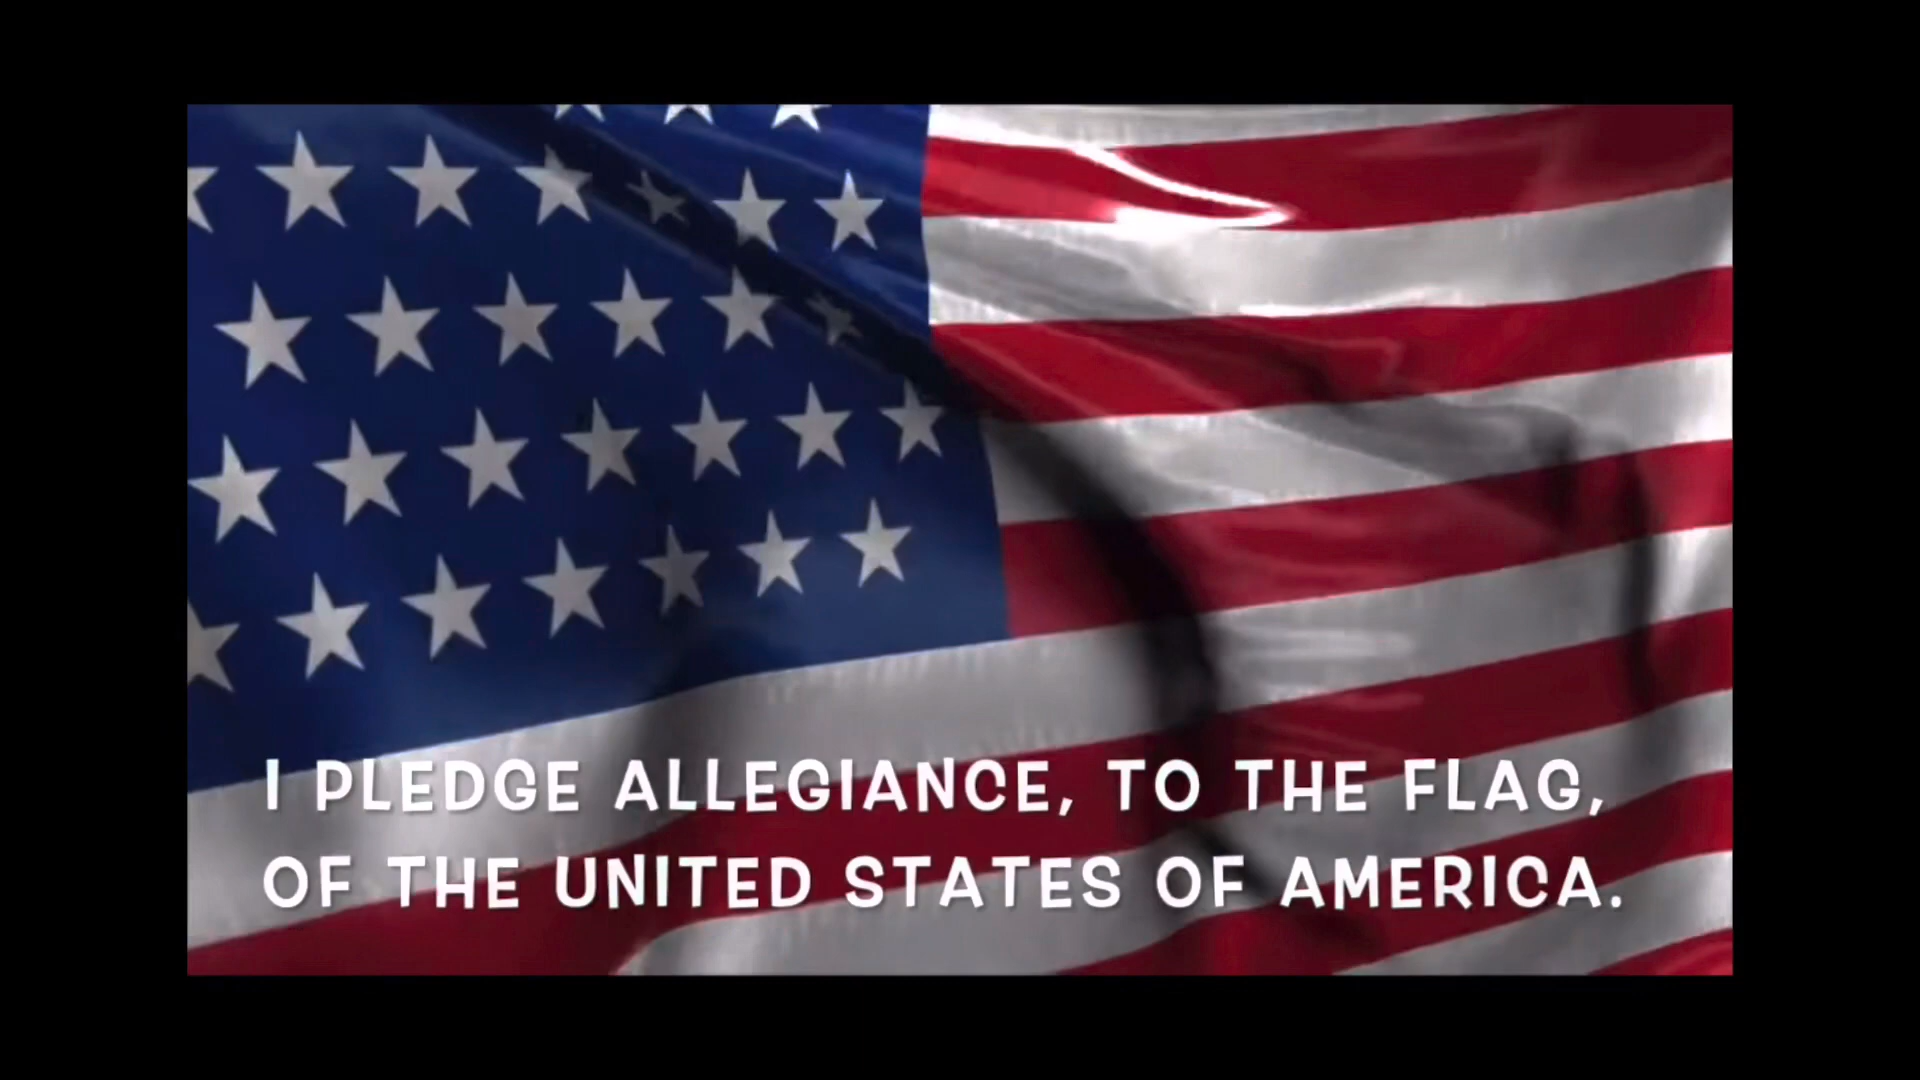 I PLEDGE ALLEGIANCE, TO THE FLAG,
OF THE UNITED STATES OF AMERICA.